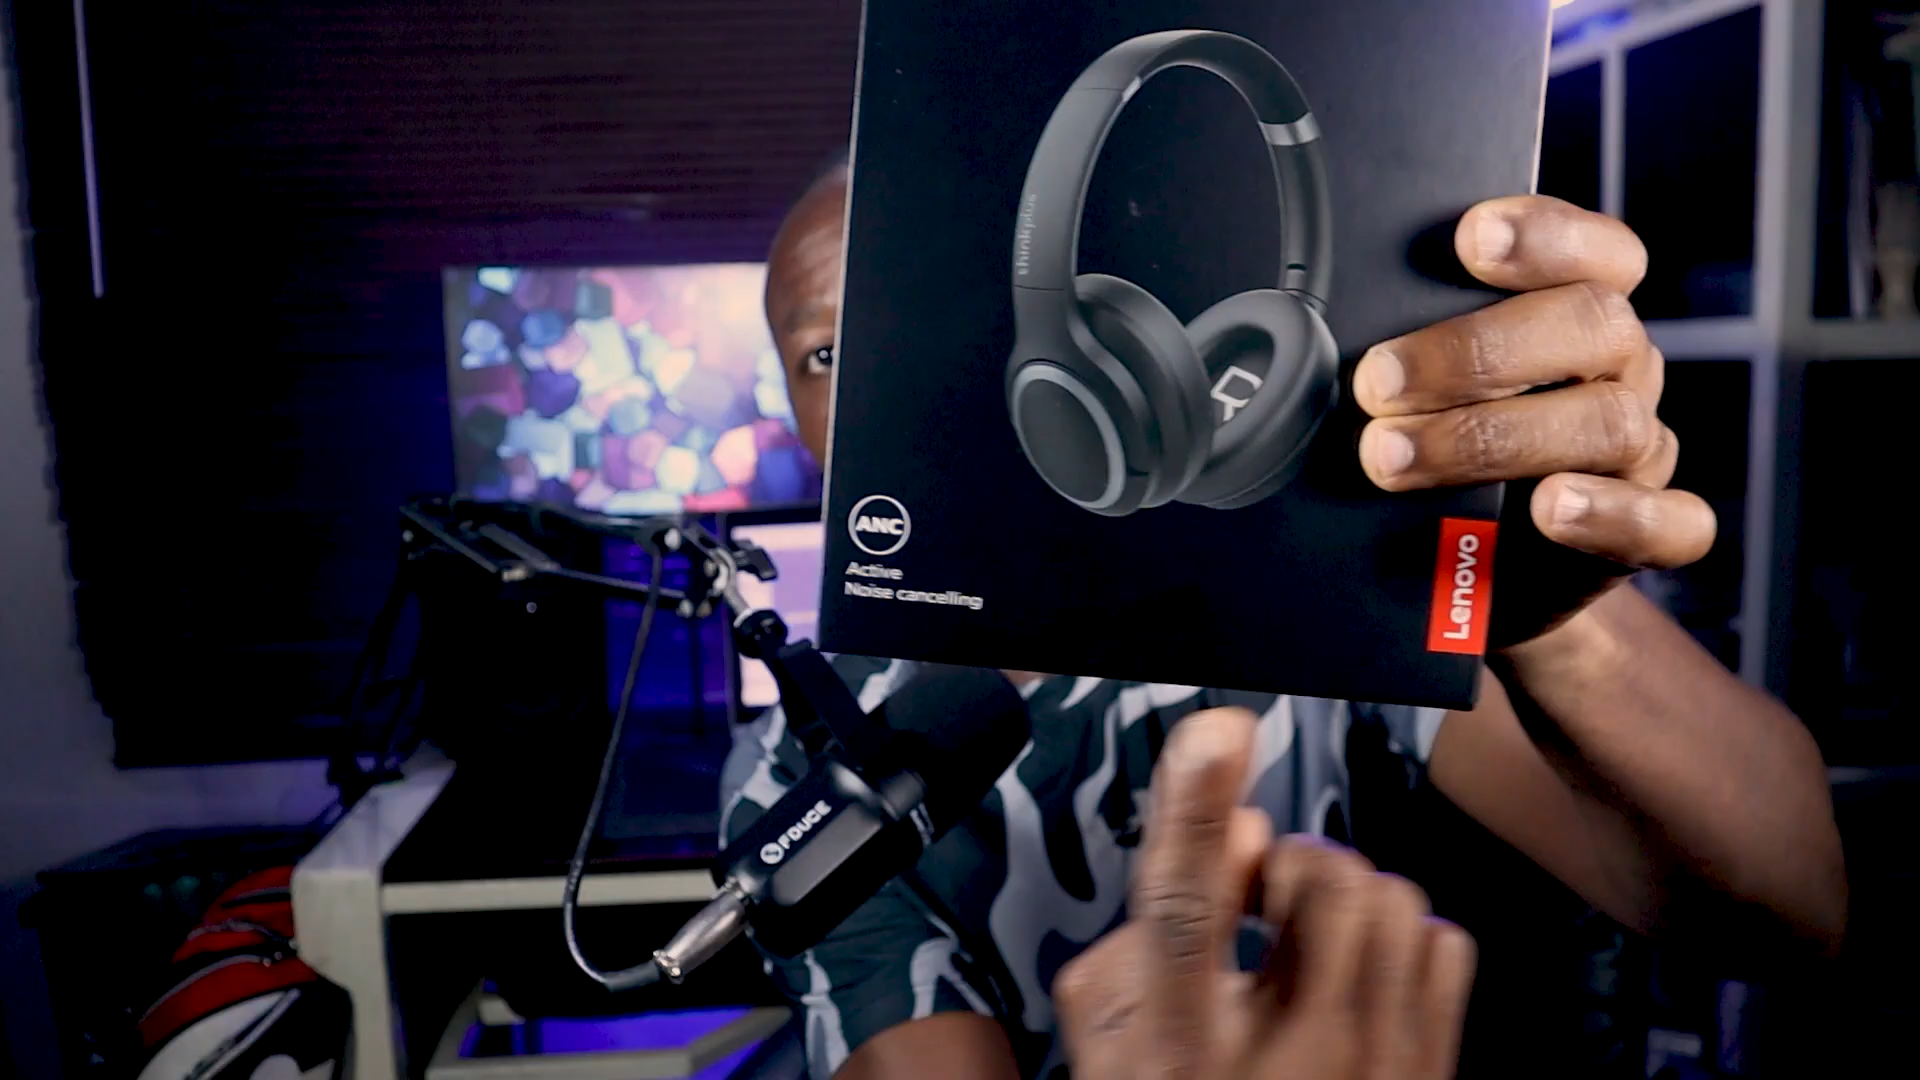 thinkplus
R
ANC
Active
Noise cancelling
Lenovo
FDUCE